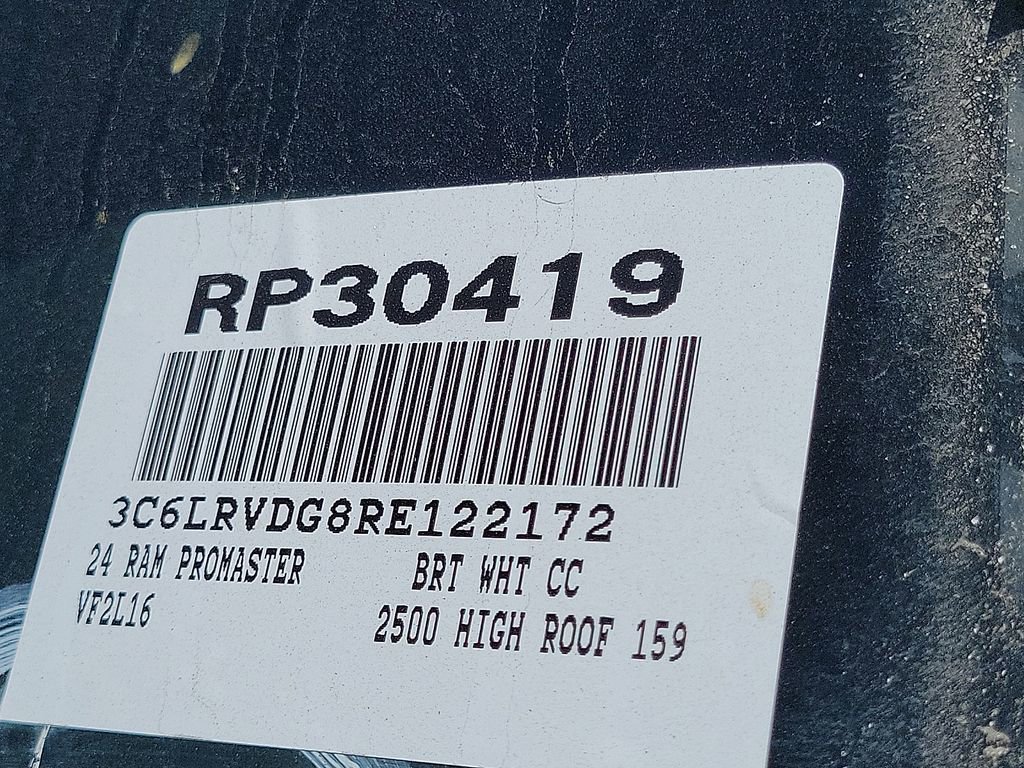 RP30419
3C6LRVDG8RE122172
24 RAM PROMASTER BRT WHT CC
VF2L16 2500 HIGH ROOF 159